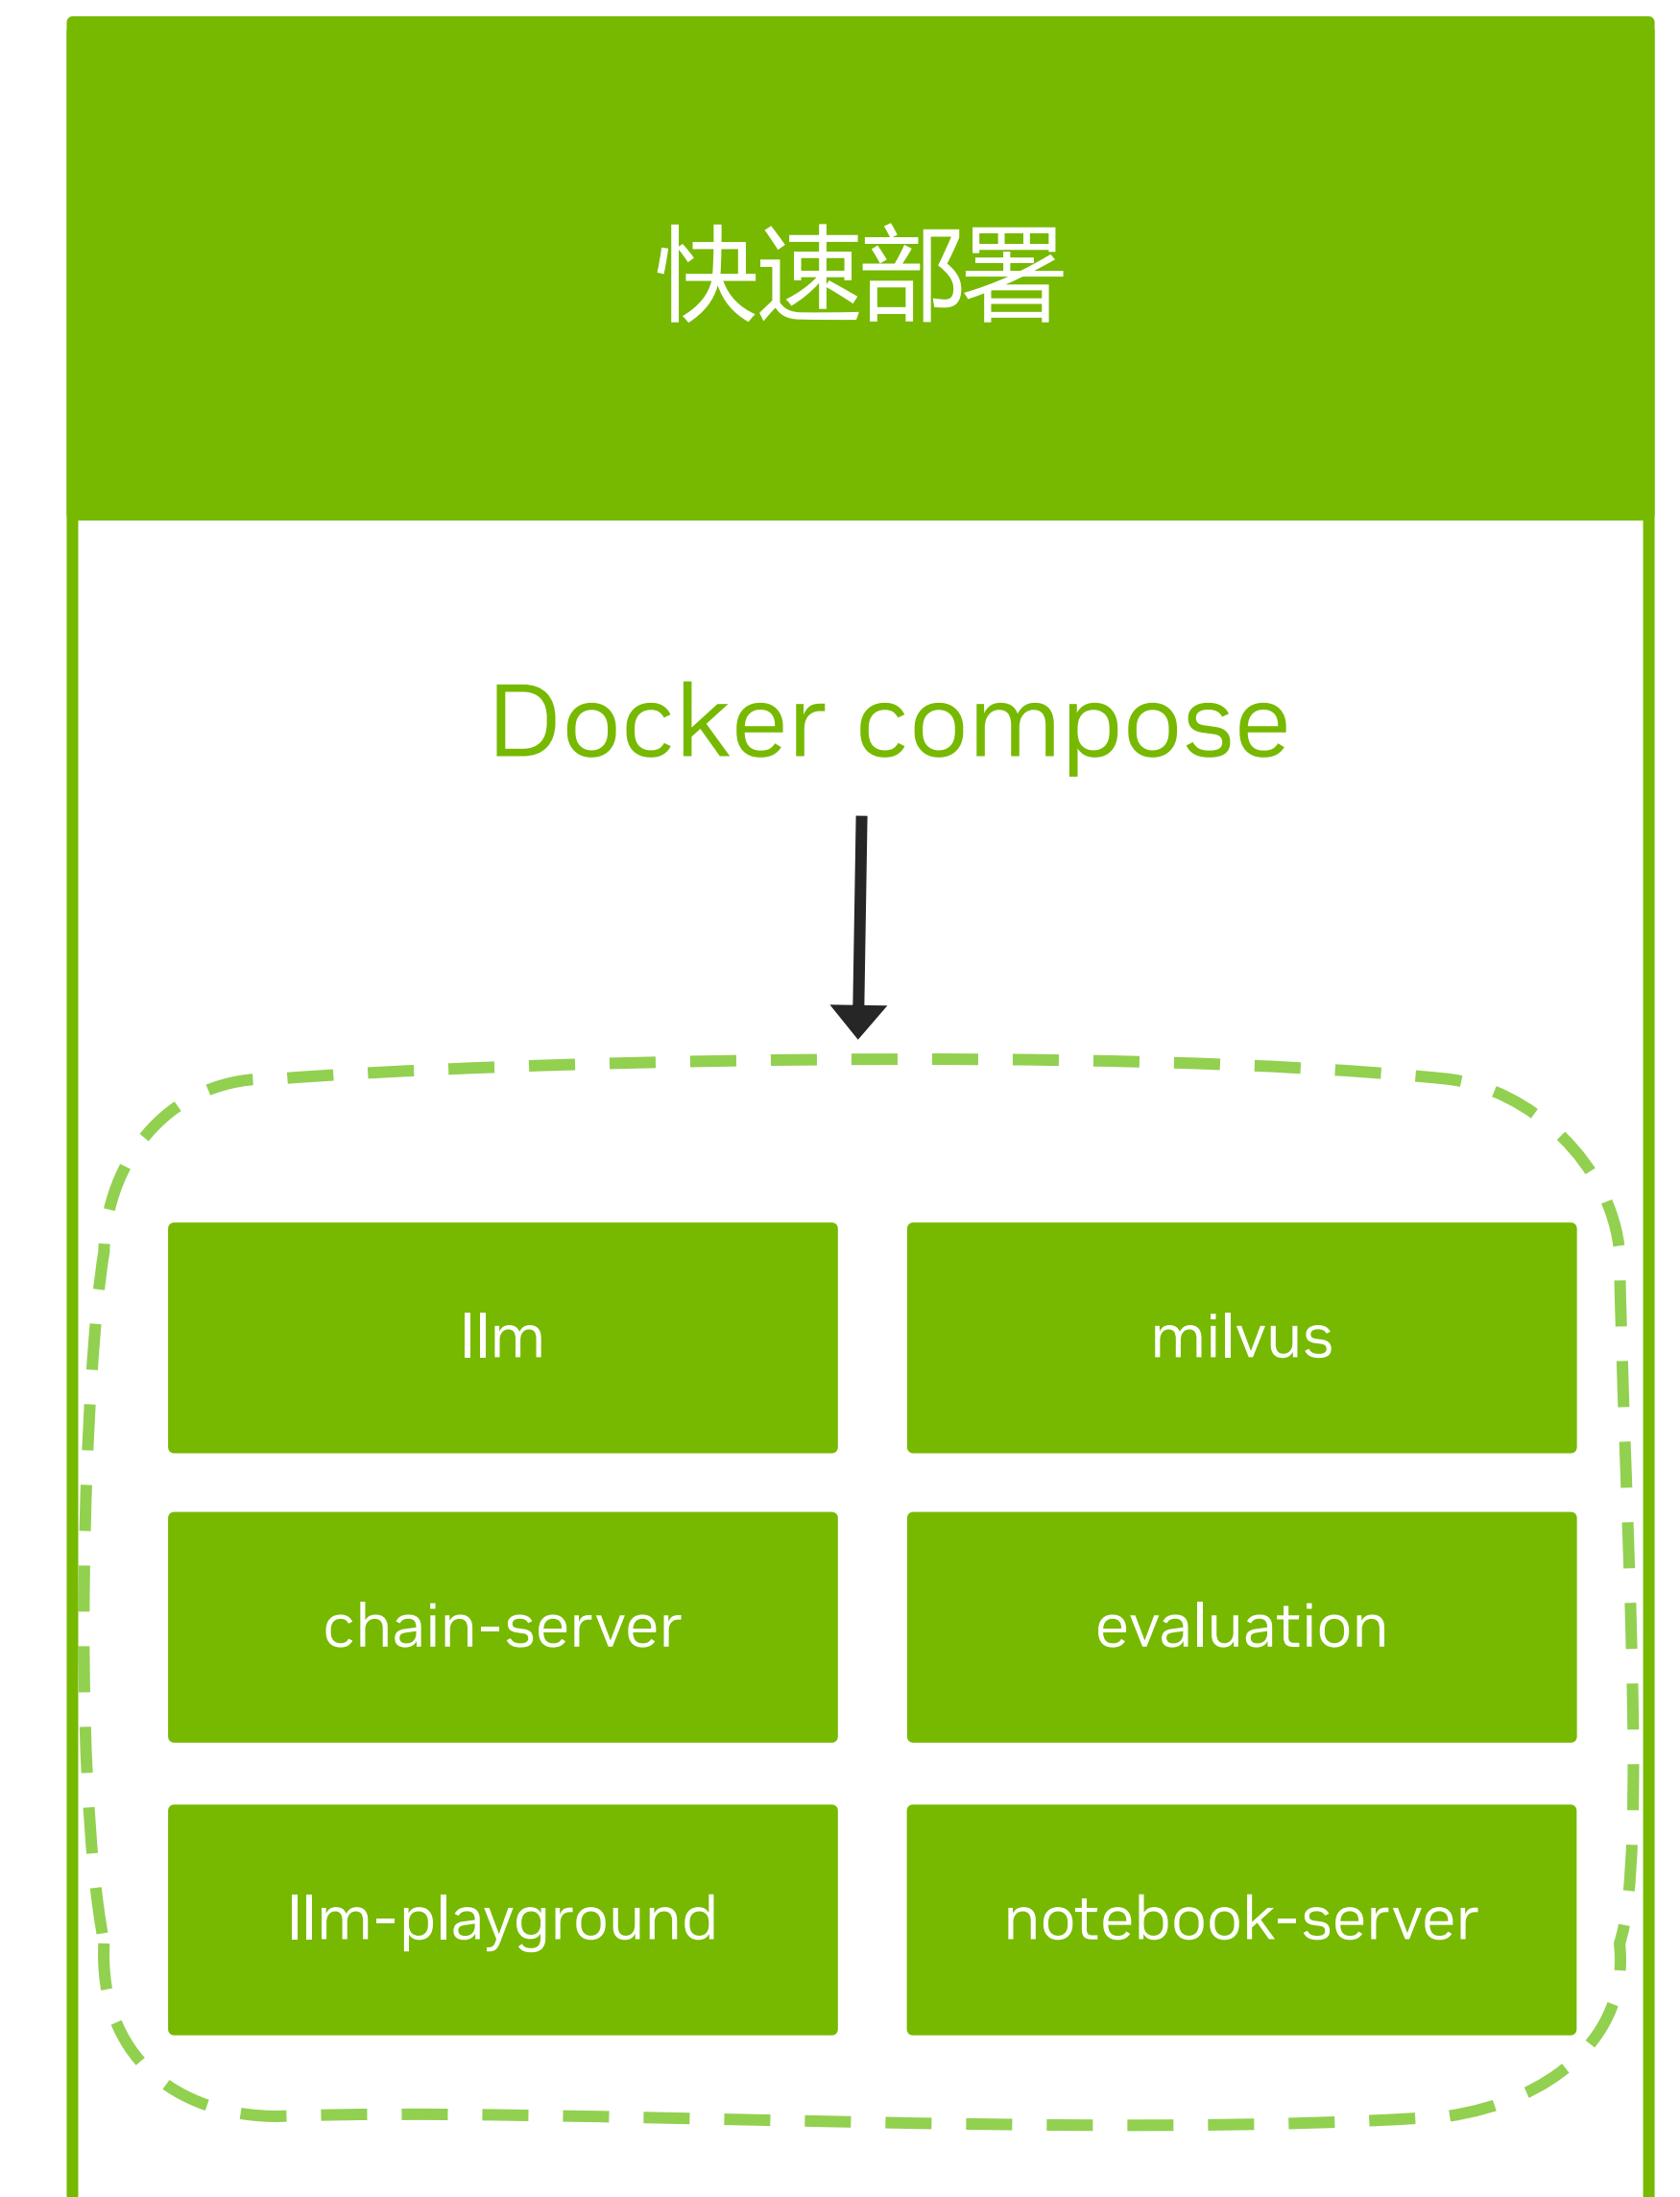 快速部署
Docker compose
llm
milvus
chain-server
evaluation
llm-playground
notebook-server